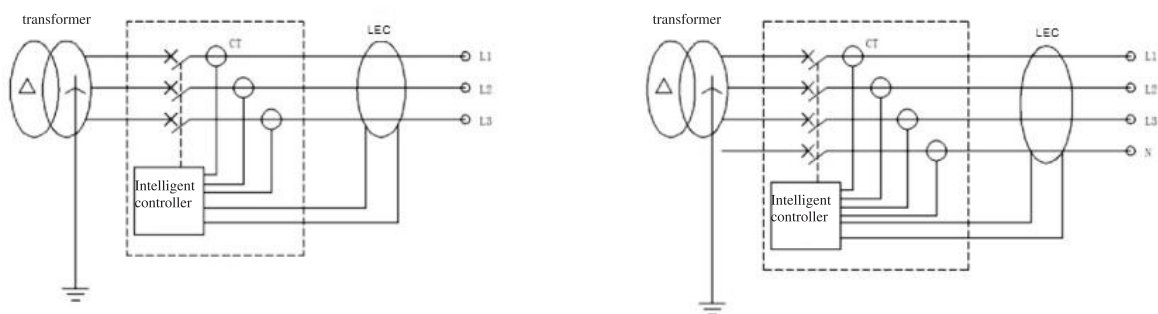 transformer
LEC
CT
L1
L2
L3
Intelligent
controller
transformer
LEC
CT
L1
L2
L3
N
Intelligent
controller